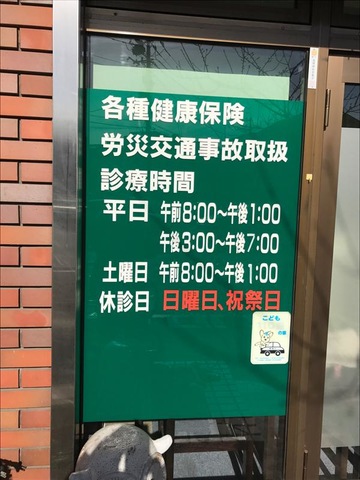 各種健康保険
労災交通事故取扱
診療時間
平日 午前8:00〜午後1:00
午後3:00〜午後7:00
土曜日 午前8:00〜午後1:00
休診日 日曜日、祝祭日
こども